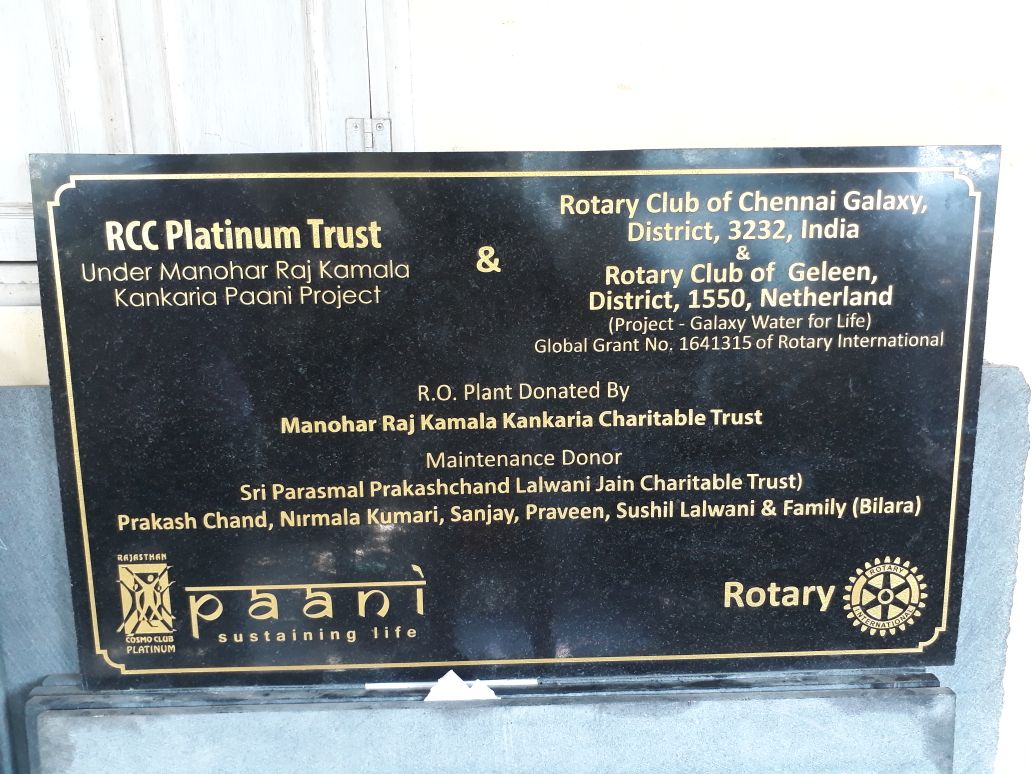 RCC Platinum Trust
Under Manohar Raj Kamala
Kankaria Paani Project
&
Rotary Club of Chennai Galaxy,
District, 3232, India
&
Rotary Club of Geleen,
District, 1550, Netherland
(Project - Galaxy Water for Life)
Global Grant No. 1641315 of Rotary International
R.O. Plant Donated By
Manohar Raj Kamala Kankaria Charitable Trust
Maintenance Donor
Sri Parasmal Prakashchand Lalwani Jain Charitable Trust)
Prakash Chand, Nirmala Kumari, Sanjay, Praveen, Sushil Lalwani & Family (Bilara)
RAJASTHAN
COSMO CLUB
PLATINUM
paani
sustaining life
Rotary
ROTARY
INTERNATIONAL